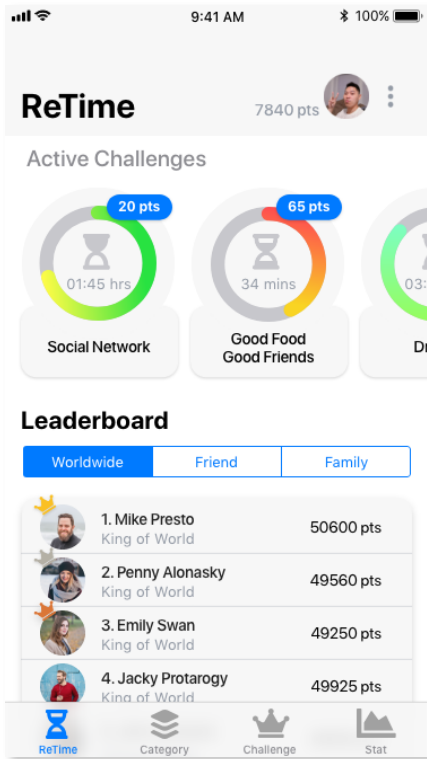 9:41 AM
100%
ReTime
7840 pts
Active Challenges
20 pts
65 pts
01:45 hrs
34 mins
03:
Social Network
Good Food
Good Friends
Dr
Leaderboard
Worldwide
Friend
Family
1. Mike Presto
King of World
50600 pts
2. Penny Alonasky
King of World
49560 pts
3. Emily Swan
King of World
49250 pts
4. Jacky Protarogy
King of World
49925 pts
ReTime
Category
Challenge
Stat